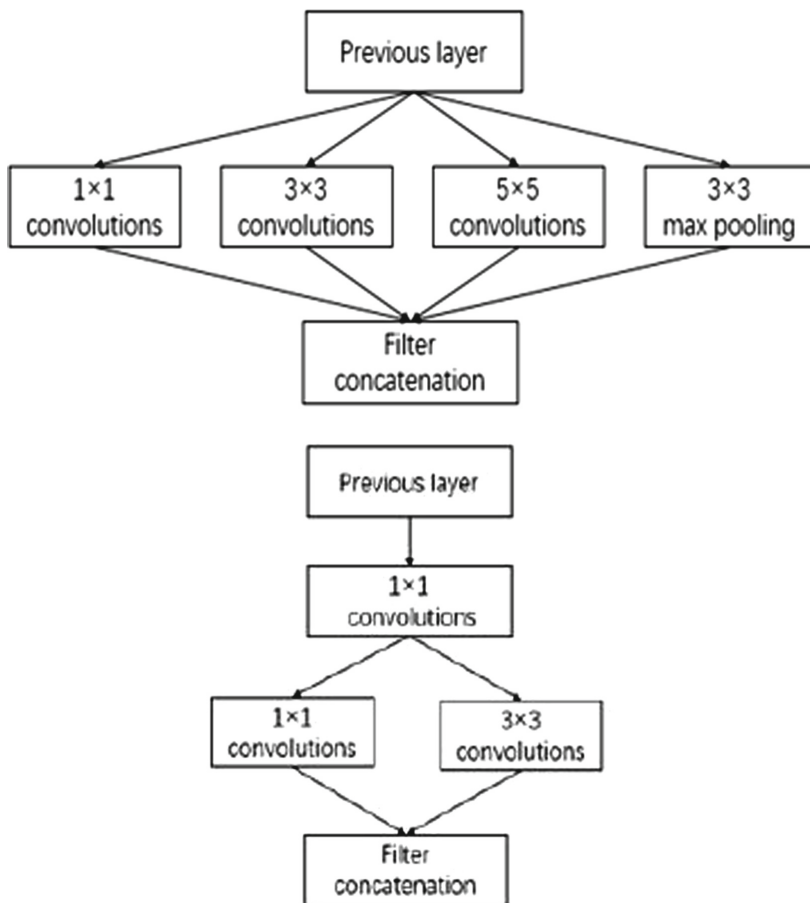 Previous layer
1×1
convolutions
3×3
convolutions
5×5
convolutions
3×3
max pooling
Filter
concatenation
Previous layer
1×1
convolutions
1×1
convolutions
3×3
convolutions
Filter
concatenation